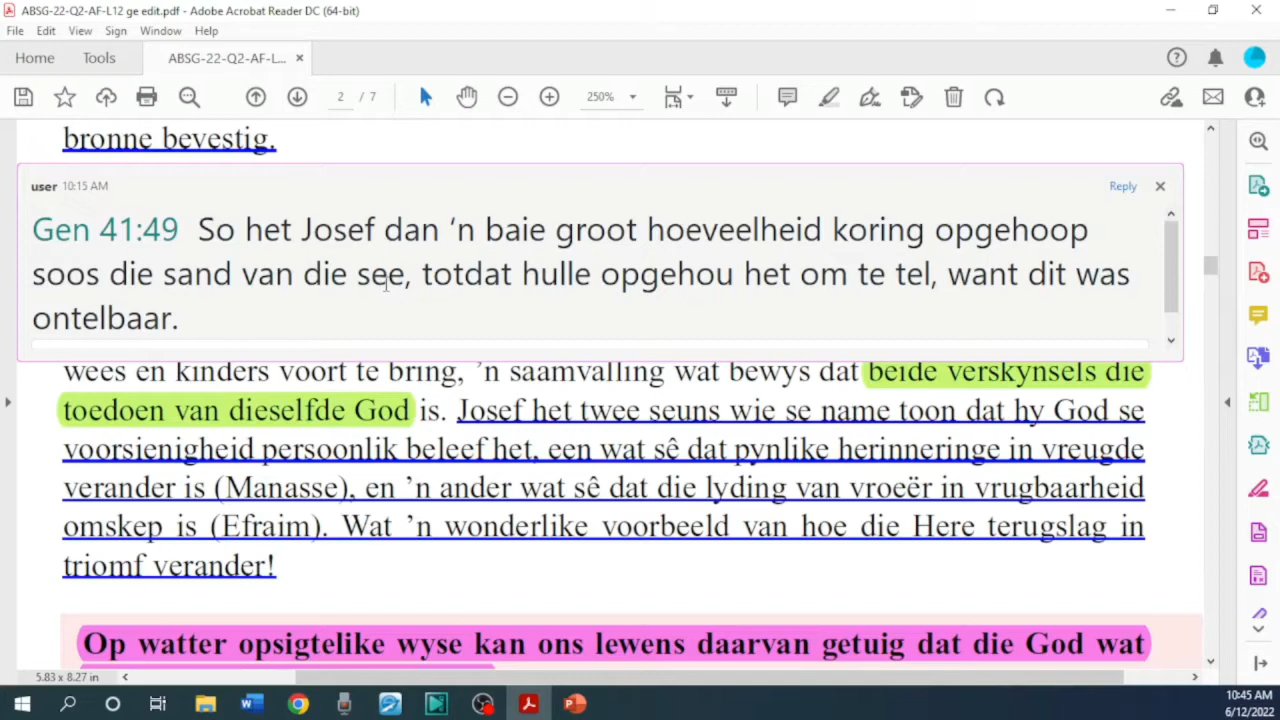 ABSG-22-Q2-AF-L12 ge edit.pdf - Adobe Acrobat Reader DC (64-bit)
File Edit View Sign Window Help
Home Tools ABSG-22-Q2-AF-L...
2 / 7 250%
bronne bevestig.
user 10:15 AM Reply
Gen 41:49 So het Josef dan ‘n baie groot hoeveelheid koring opgehoop
soos die sand van die see, totdat hulle opgehou het om te tel, want dit was
ontelbaar.
wees en kinders voort te bring, ’n saamvalling wat bewys dat beide verskynsels die
toedoen van dieselfde God is. Josef het twee seuns wie se name toon dat hy God se
voorsienigheid persoonlik beleef het, een wat sê dat pynlike herinneringe in vreugde
verander is (Manasse), en ’n ander wat sê dat die lyding van vroeër in vrugbaarheid
omskep is (Efraim). Wat ’n wonderlike voorbeeld van hoe die Here terugslag in
triomf verander!
Op watter opsigtelike wyse kan ons lewens daarvan getuig dat die God wat
5.83 x 8.27 in
10:45 AM
6/12/2022